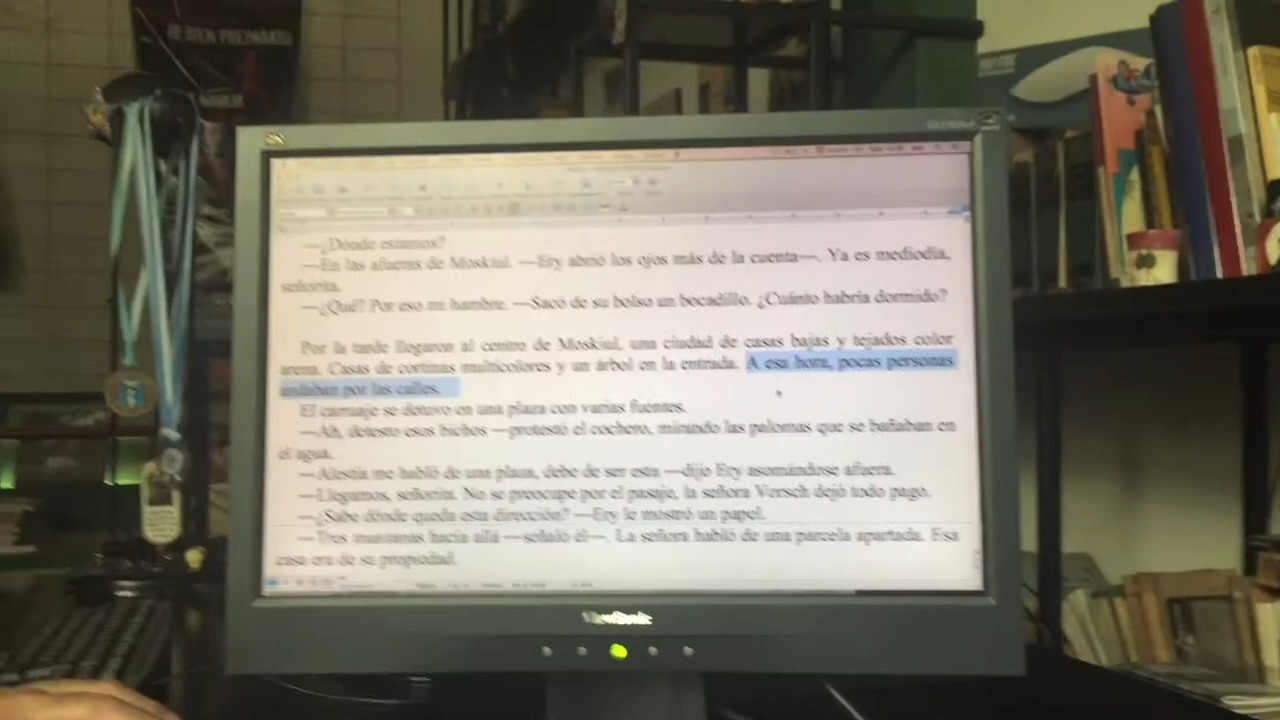 —¿Dónde estamos?
—En las afueras de Moskiul. —Ery abrió los ojos más de la cuenta—. Ya es mediodía,
señorita.
—¿Qué? Por eso mi hambre. —Sacó de su bolso un bocadillo. ¿Cuánto habría dormido?
Por la tarde llegaron al centro de Moskiul, una ciudad de casas bajas y tejados color
arena. Casas de cortinas multicolores y un árbol en la entrada. A esa hora, pocas personas
andaban por las calles.
El carruaje se detuvo en una plaza con varias fuentes.
—Ah, detesto esos bichos —protestó el cochero, mirando las palomas que se bañaban en
el agua.
—Alestia me habló de una plaza, debe de ser esta —dijo Ery asomándose afuera.
—Llegamos, señorita. No se preocupe por el pasaje, la señora Versch dejó todo pago.
—¿Sabe dónde queda esta dirección? —Ery le mostró un papel.
—Tres manzanas hacia allá —señaló él—. La señora habló de una parcela apartada. Esa
casa era de su propiedad.
ViewSonic